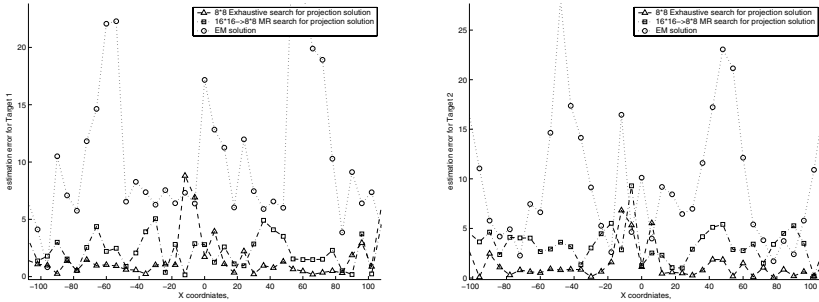 8*8 Exhaustive search for projection solution
16*16->8*8 MR search for projection solution
EM solution
estimation error for Target 1
20
15
10
5
0
-100 -80 -60 -40 -20 0 20 40 60 80 100
X coordniates,
8*8 Exhaustive search for projection solution
16*16->8*8 MR search for projection solution
EM solution
estimation error for Target 2
25
20
15
10
5
0
-100 -80 -60 -40 -20 0 20 40 60 80 100
X coordniates,